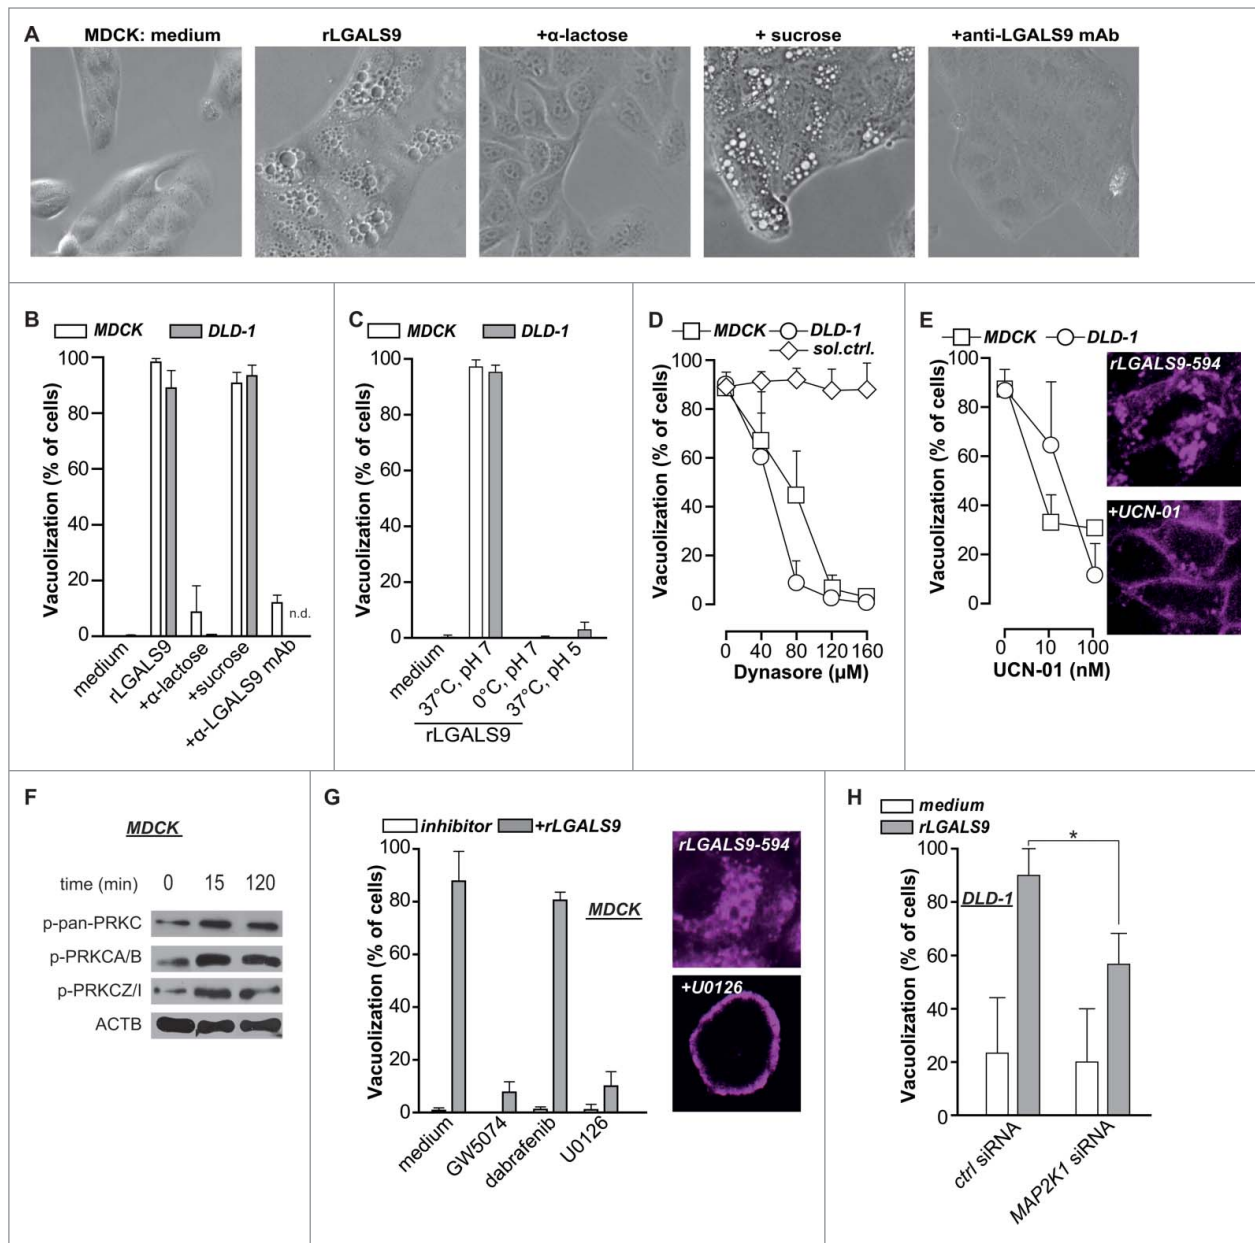 A
MDCK: medium
rLGALS9
+α-lactose
+ sucrose
+anti-LGALS9 mAb
B
MDCK
DLD-1
Vacuolization (% of cells)
100
80
60
40
20
0
n.d.
medium
rLGALS9
+α-lactose
+sucrose
+α-LGALS9 mAb
C
MDCK
DLD-1
Vacuolization (% of cells)
100
80
60
40
20
0
medium
37°C, pH 7
0°C, pH 7
37°C, pH 5
rLGALS9
D
MDCK
DLD-1
sol.ctrl.
Vacuolization (% of cells)
100
80
60
40
20
0
0 40 80 120 160
Dynasore (µM)
E
MDCK
DLD-1
Vacuolization (% of cells)
100
80
60
40
20
0
0 10 100
UCN-01 (nM)
rLGALS9-594
+UCN-01
F
MDCK
time (min) 0 15 120
p-pan-PRKC
p-PRKCA/B
p-PRKCZ/I
ACTB
G
inhibitor
+rLGALS9
MDCK
Vacuolization (% of cells)
100
80
60
40
20
0
medium
GW5074
dabrafenib
U0126
rLGALS9-594
+U0126
H
medium
rLGALS9
*
DLD-1
Vacuolization (% of cells)
100
80
60
40
20
0
ctrl siRNA
MAP2K1 siRNA